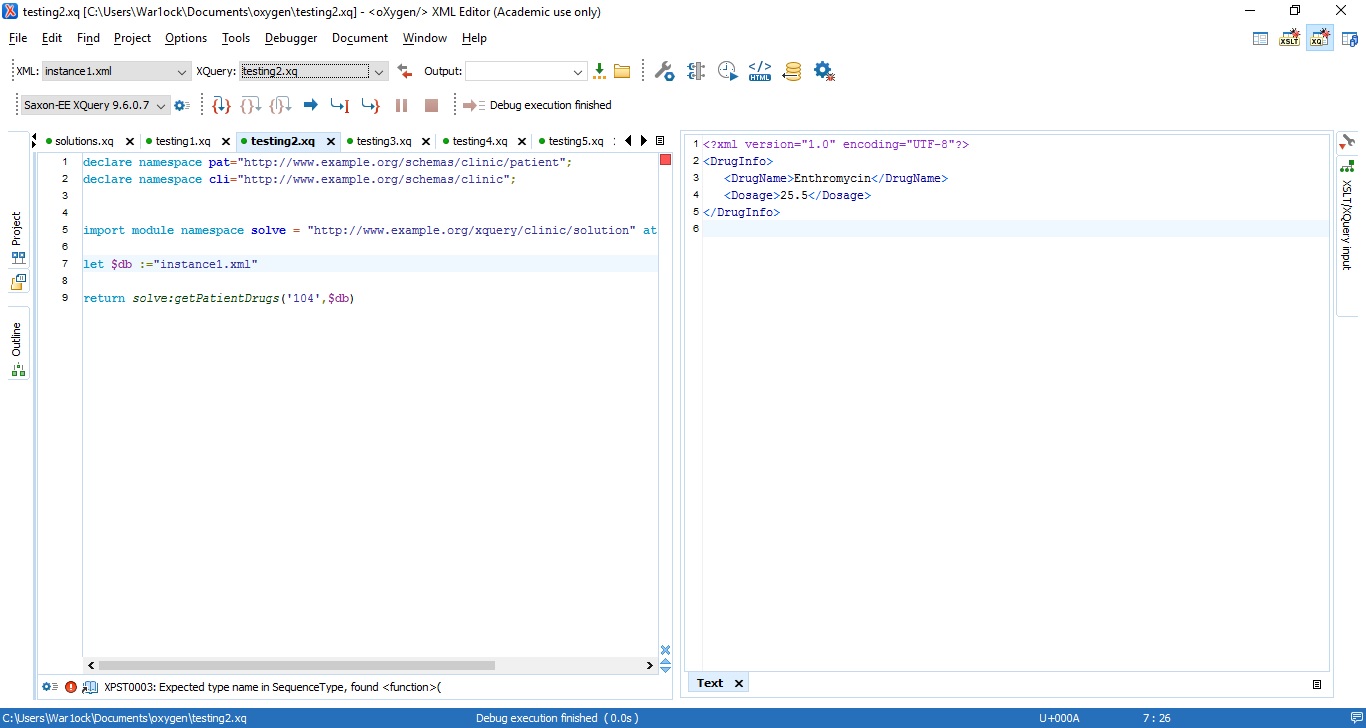 testing2.xq [C:\Users\War1ock\Documents\oxygen\testing2.xq] - <oXygen/> XML Editor (Academic use only)
File Edit Find Project Options Tools Debugger Document Window Help
XSLT XQ
XML: instance1.xml XQuery: testing2.xq Output:
</> HTML
Saxon-EE XQuery 9.6.0.7 Debug execution finished
solutions.xq testing1.xq testing2.xq testing3.xq testing4.xq testing5.xq
1 declare namespace pat="http://www.example.org/schemas/clinic/patient";
2 declare namespace cli="http://www.example.org/schemas/clinic";
3
4
5 import module namespace solve = "http://www.example.org/xquery/clinic/solution" at
6
7 let $db :="instance1.xml"
8
9 return solve:getPatientDrugs('104',$db)
1 <?xml version="1.0" encoding="UTF-8"?>
2 <DrugInfo>
3 <DrugName>Enthromycin</DrugName>
4 <Dosage>25.5</Dosage>
5 </DrugInfo>
6
Project
Outline
XSLT/XQuery input
XPST0003: Expected type name in SequenceType, found <function>(
Text
C:\Users\War1ock\Documents\oxygen\testing2.xq Debug execution finished (0.0s) U+000A 7:26